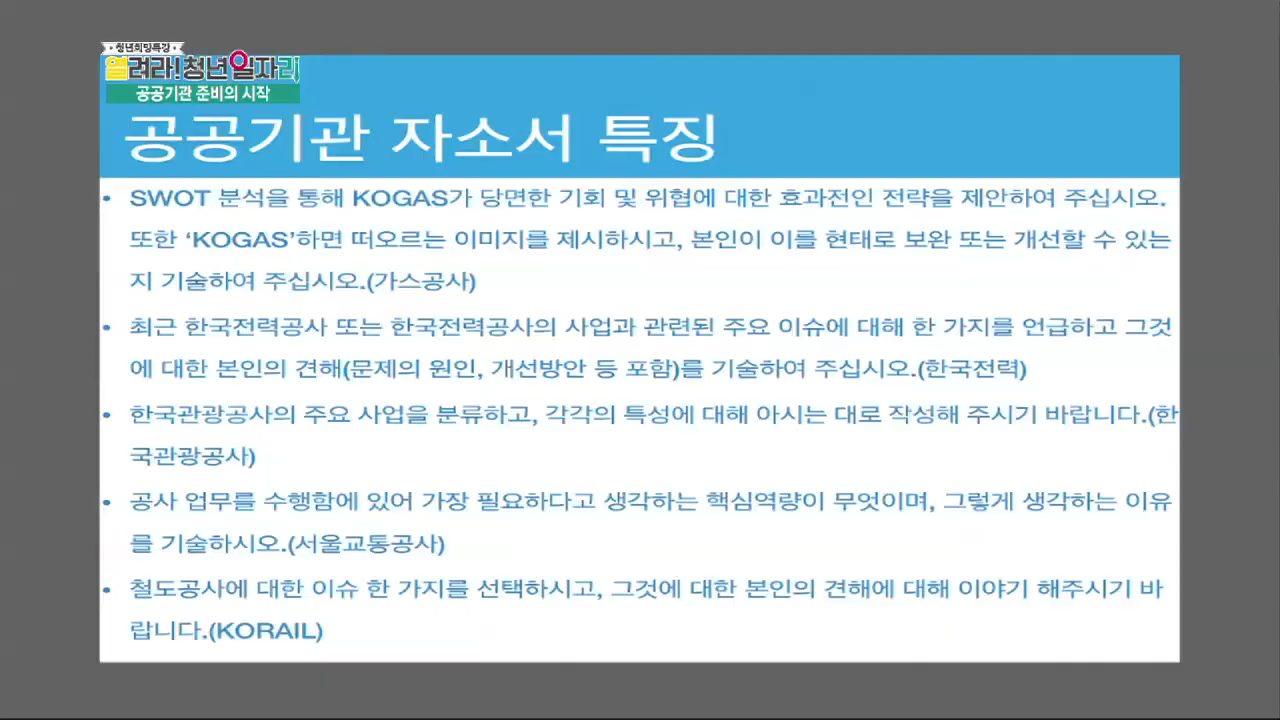 청년희망특강
열려라!청년일자리
공공기관 준비의 시작
공공기관 자소서 특징
• SWOT 분석을 통해 KOGAS가 당면한 기회 및 위협에 대한 효과전인 전략을 제안하여 주십시오.
또한 ‘KOGAS’하면 떠오르는 이미지를 제시하시고, 본인이 이를 현태로 보완 또는 개선할 수 있는
지 기술하여 주십시오.(가스공사)
• 최근 한국전력공사 또는 한국전력공사의 사업과 관련된 주요 이슈에 대해 한 가지를 언급하고 그것
에 대한 본인의 견해(문제의 원인, 개선방안 등 포함)를 기술하여 주십시오.(한국전력)
• 한국관광공사의 주요 사업을 분류하고, 각각의 특성에 대해 아시는 대로 작성해 주시기 바랍니다.(한
국관광공사)
• 공사 업무를 수행함에 있어 가장 필요하다고 생각하는 핵심역량이 무엇이며, 그렇게 생각하는 이유
를 기술하시오.(서울교통공사)
• 철도공사에 대한 이슈 한 가지를 선택하시고, 그것에 대한 본인의 견해에 대해 이야기 해주시기 바
랍니다.(KORAIL)